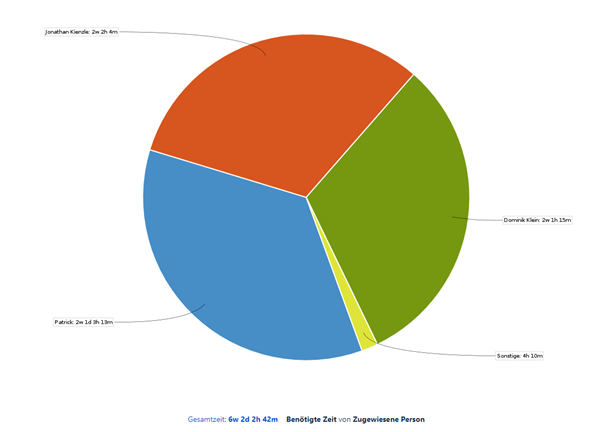 Jonathan Kienzle: 2w 2h 4m
Dominik Klein: 2w 1h 15m
Patrick: 2w 1d 3h 13m
Sonstige: 4h 10m
Gesamtzeit: 6w 2d 2h 42m Benötigte Zeit von Zugewiesene Person